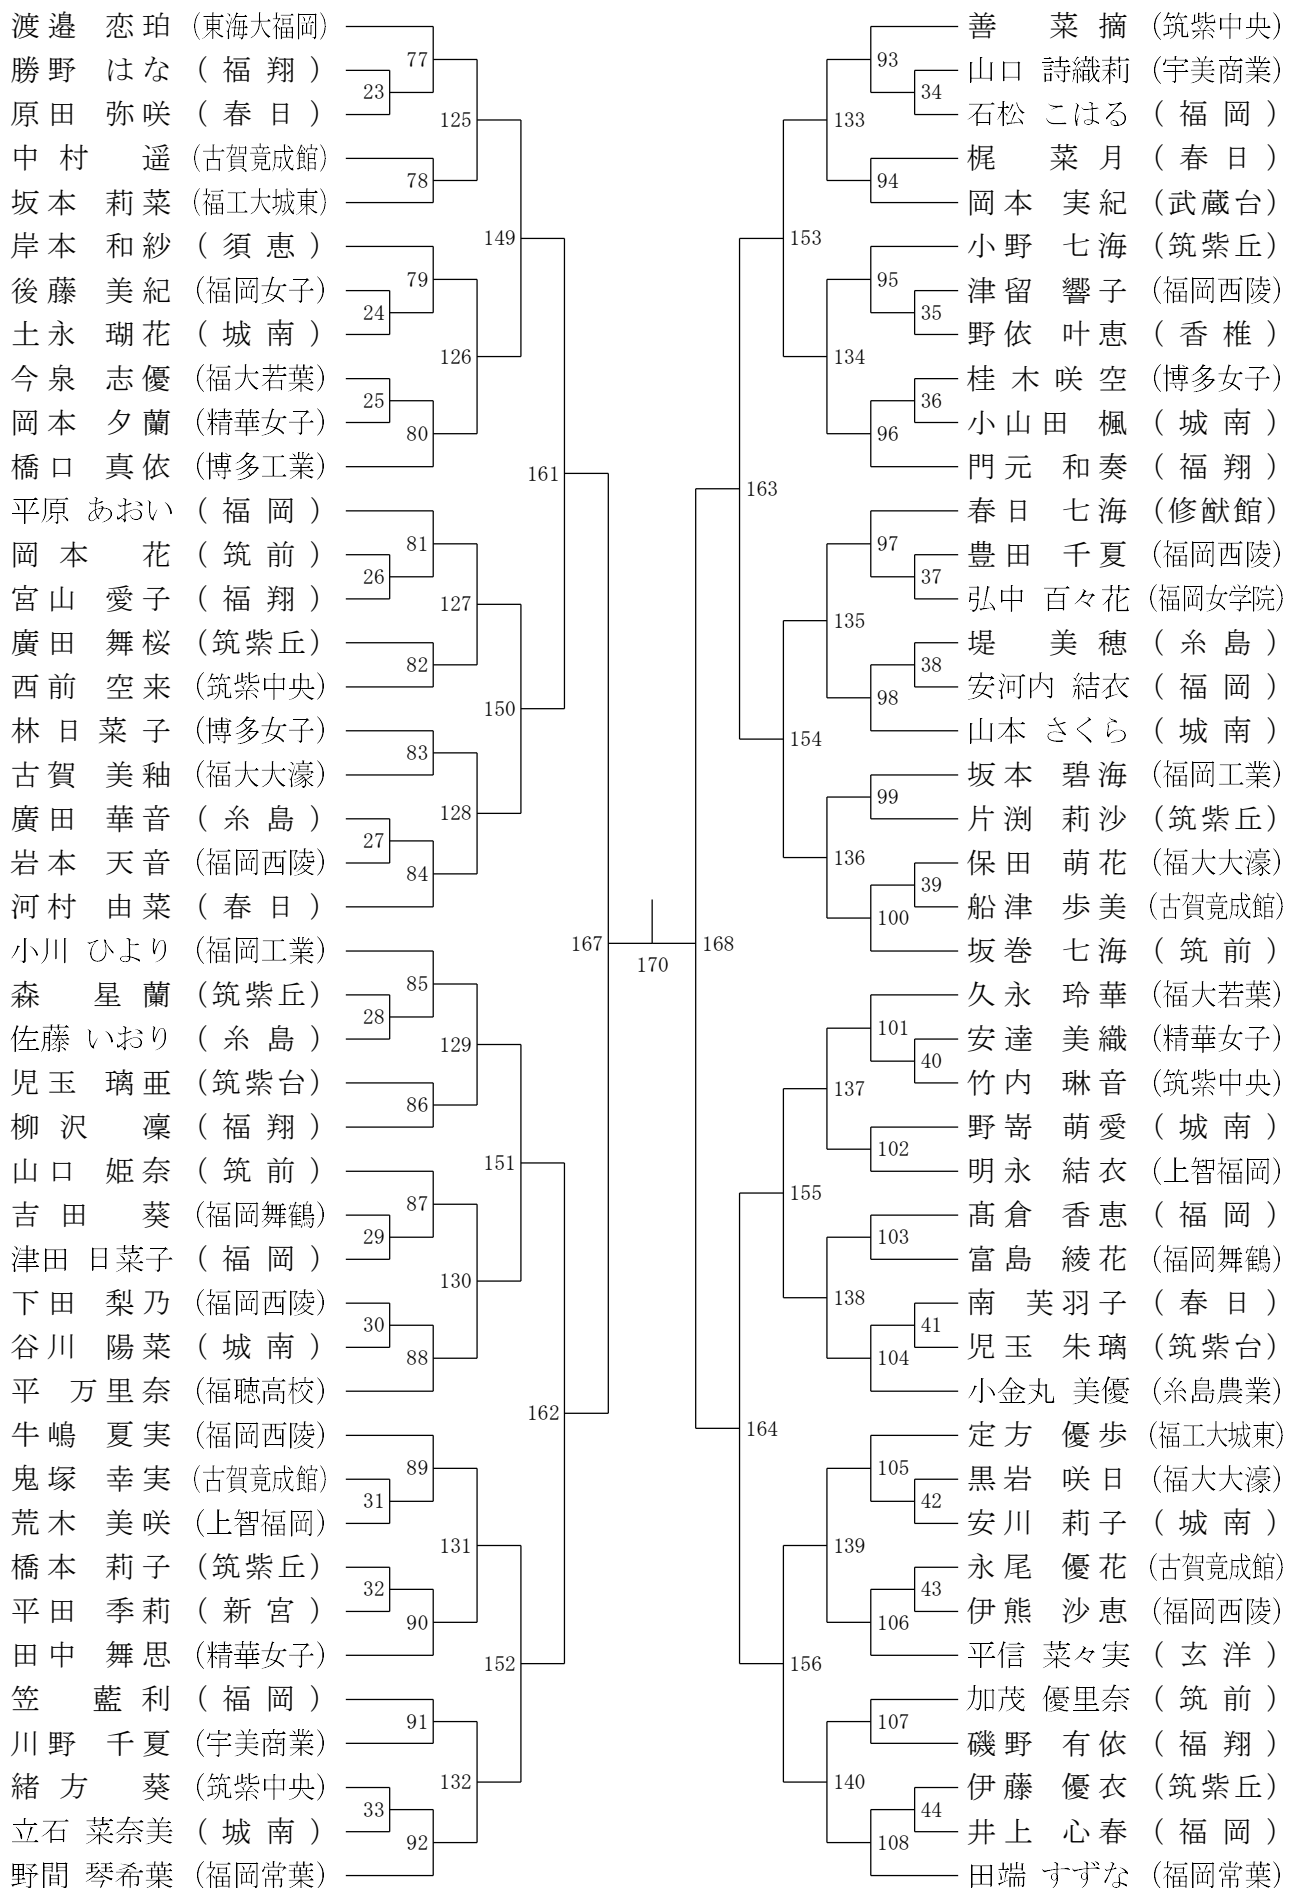 渡邉 恋珀 (東海大福岡)
77
勝野 はな (福翔)
23
原田 弥咲 (春日)
125
中村 遥 (古賀竟成館)
78
坂本 莉菜 (福工大城東)
149
岸本 和紗 (須恵)
79
後藤 美紀 (福岡女子)
24
土永 瑚花 (城南)
126
今泉 志優 (福大若葉)
25
岡本 夕蘭 (精華女子)
80
橋口 真依 (博多工業)
161
平原 あおい (福岡)
81
岡本 花 (筑前)
26
宮山 愛子 (福翔)
127
廣田 舞桜 (筑紫丘)
82
西前 空来 (筑紫中央)
150
林 日菜子 (博多女子)
83
古賀 美釉 (福大大濠)
128
廣田 華音 (糸島)
27
岩本 天音 (福岡西陵)
84
河村 由菜 (春日)
167
小川 ひより (福岡工業)
85
森 星蘭 (筑紫丘)
28
佐藤 いおり (糸島)
129
児玉 璃亜 (筑紫台)
86
柳沢 凜 (福翔)
151
山口 姫奈 (筑前)
87
吉田 葵 (福岡舞鶴)
29
津田 日菜子 (福岡)
130
下田 梨乃 (福岡西陵)
30
谷川 陽菜 (城南)
88
平 万里奈 (福聴高校)
162
牛嶋 夏実 (福岡西陵)
89
鬼塚 幸実 (古賀竟成館)
31
荒木 美咲 (上智福岡)
131
橋本 莉子 (筑紫丘)
32
平田 季莉 (新宮)
90
田中 舞思 (精華女子)
152
笠 藍利 (福岡)
91
川野 千夏 (宇美商業)
132
緒方 葵 (筑紫中央)
33
立石 菜奈美 (城南)
92
野間 琴希葉 (福岡常葉)
170
善 菜摘 (筑紫中央)
93
山口 詩織莉 (宇美商業)
34
石松 こはる (福岡)
133
梶 菜月 (春日)
94
岡本 実紀 (武蔵台)
153
小野 七海 (筑紫丘)
95
津留 響子 (福岡西陵)
35
野依 叶恵 (香椎)
134
桂木 咲空 (博多女子)
36
小山田 楓 (城南)
96
門元 和奏 (福翔)
163
春日 七海 (修猷館)
97
豊田 千夏 (福岡西陵)
37
弘中 百々花 (福岡女学院)
135
堤 美穂 (糸島)
38
安河内 結衣 (福岡)
98
山本 さくら (城南)
154
坂本 碧海 (福岡工業)
99
片渕 莉沙 (筑紫丘)
136
保田 萌花 (福大大濠)
39
船津 歩美 (古賀竟成館)
100
坂巻 七海 (筑前)
168
久永 玲華 (福大若葉)
101
安達 美織 (精華女子)
40
竹内 琳音 (筑紫中央)
137
野嵜 萌愛 (城南)
102
明永 結衣 (上智福岡)
155
髙倉 香恵 (福岡)
103
富島 綾花 (福岡舞鶴)
138
南 芙羽子 (春日)
41
児玉 朱璃 (筑紫台)
104
小金丸 美優 (糸島農業)
164
定方 優歩 (福工大城東)
105
黒岩 咲日 (福大大濠)
42
安川 莉子 (城南)
139
永尾 優花 (古賀竟成館)
43
伊熊 沙恵 (福岡西陵)
106
平信 菜々実 (玄洋)
156
加茂 優里奈 (筑前)
107
磯野 有依 (福翔)
140
伊藤 優衣 (筑紫丘)
44
井上 心春 (福岡)
108
田端 すずな (福岡常葉)